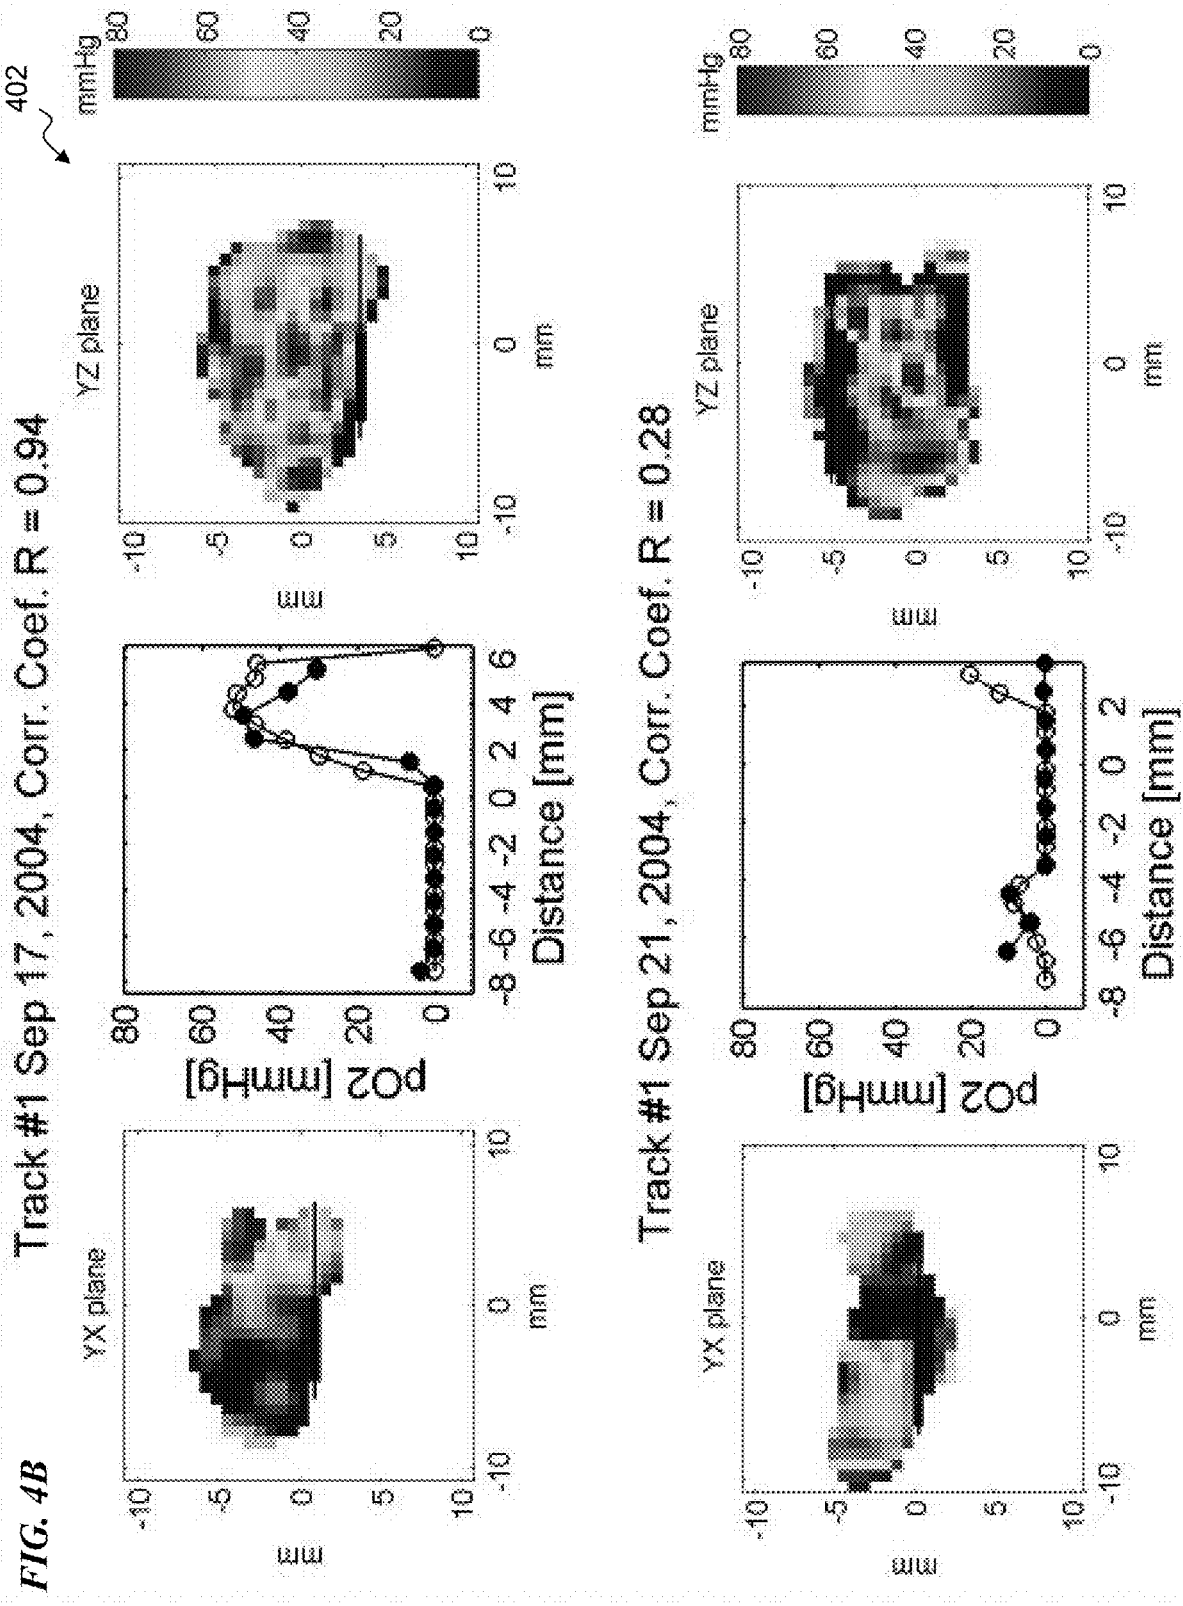 FIG. 4B
402
Track #1 Sep 17, 2004, Corr. Coef. R = 0.94
YX plane
-10
-5
0
5
10
mm
-10
0
10
mm
80
60
40
20
0
pO2 [mmHg]
-8 -6 -4 -2 0 2 4 6
Distance [mm]
YZ plane
-10
-5
0
5
10
mm
-10
0
10
mm
mmHg
80
60
40
20
0
Track #1 Sep 21, 2004, Corr. Coef. R = 0.28
YX plane
-10
-5
0
5
10
mm
-10
0
10
mm
80
60
40
20
0
pO2 [mmHg]
-8 -6 -4 -2 0 2
Distance [mm]
YZ plane
-10
-5
0
5
10
mm
-10
0
10
mm
mmHg
80
60
40
20
0